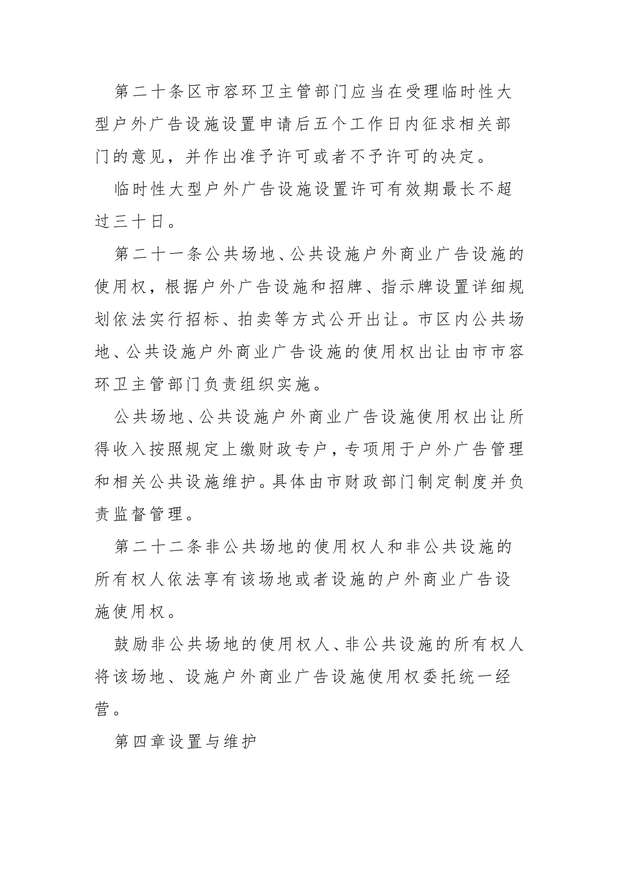 第二十条区市容环卫主管部门应当在受理临时性大
型户外广告设施设置申请后五个工作日内征求相关部
门的意见，并作出准予许可或者不予许可的决定。
临时性大型户外广告设施设置许可有效期最长不超
过三十日。
第二十一条公共场地、公共设施户外商业广告设施的
使用权，根据户外广告设施和招牌、指示牌设置详细规
划依法实行招标、拍卖等方式公开出让。市区内公共场
地、公共设施户外商业广告设施的使用权出让由市市容
环卫主管部门负责组织实施。
公共场地、公共设施户外商业广告设施使用权出让所
得收入按照规定上缴财政专户，专项用于户外广告管理
和相关公共设施维护。具体由市财政部门制定制度并负
责监督管理。
第二十二条非公共场地的使用权人和非公共设施的
所有权人依法享有该场地或者设施的户外商业广告设
施使用权。
鼓励非公共场地的使用权人、非公共设施的所有权人
将该场地、设施户外商业广告设施使用权委托统一经
营。
第四章设置与维护